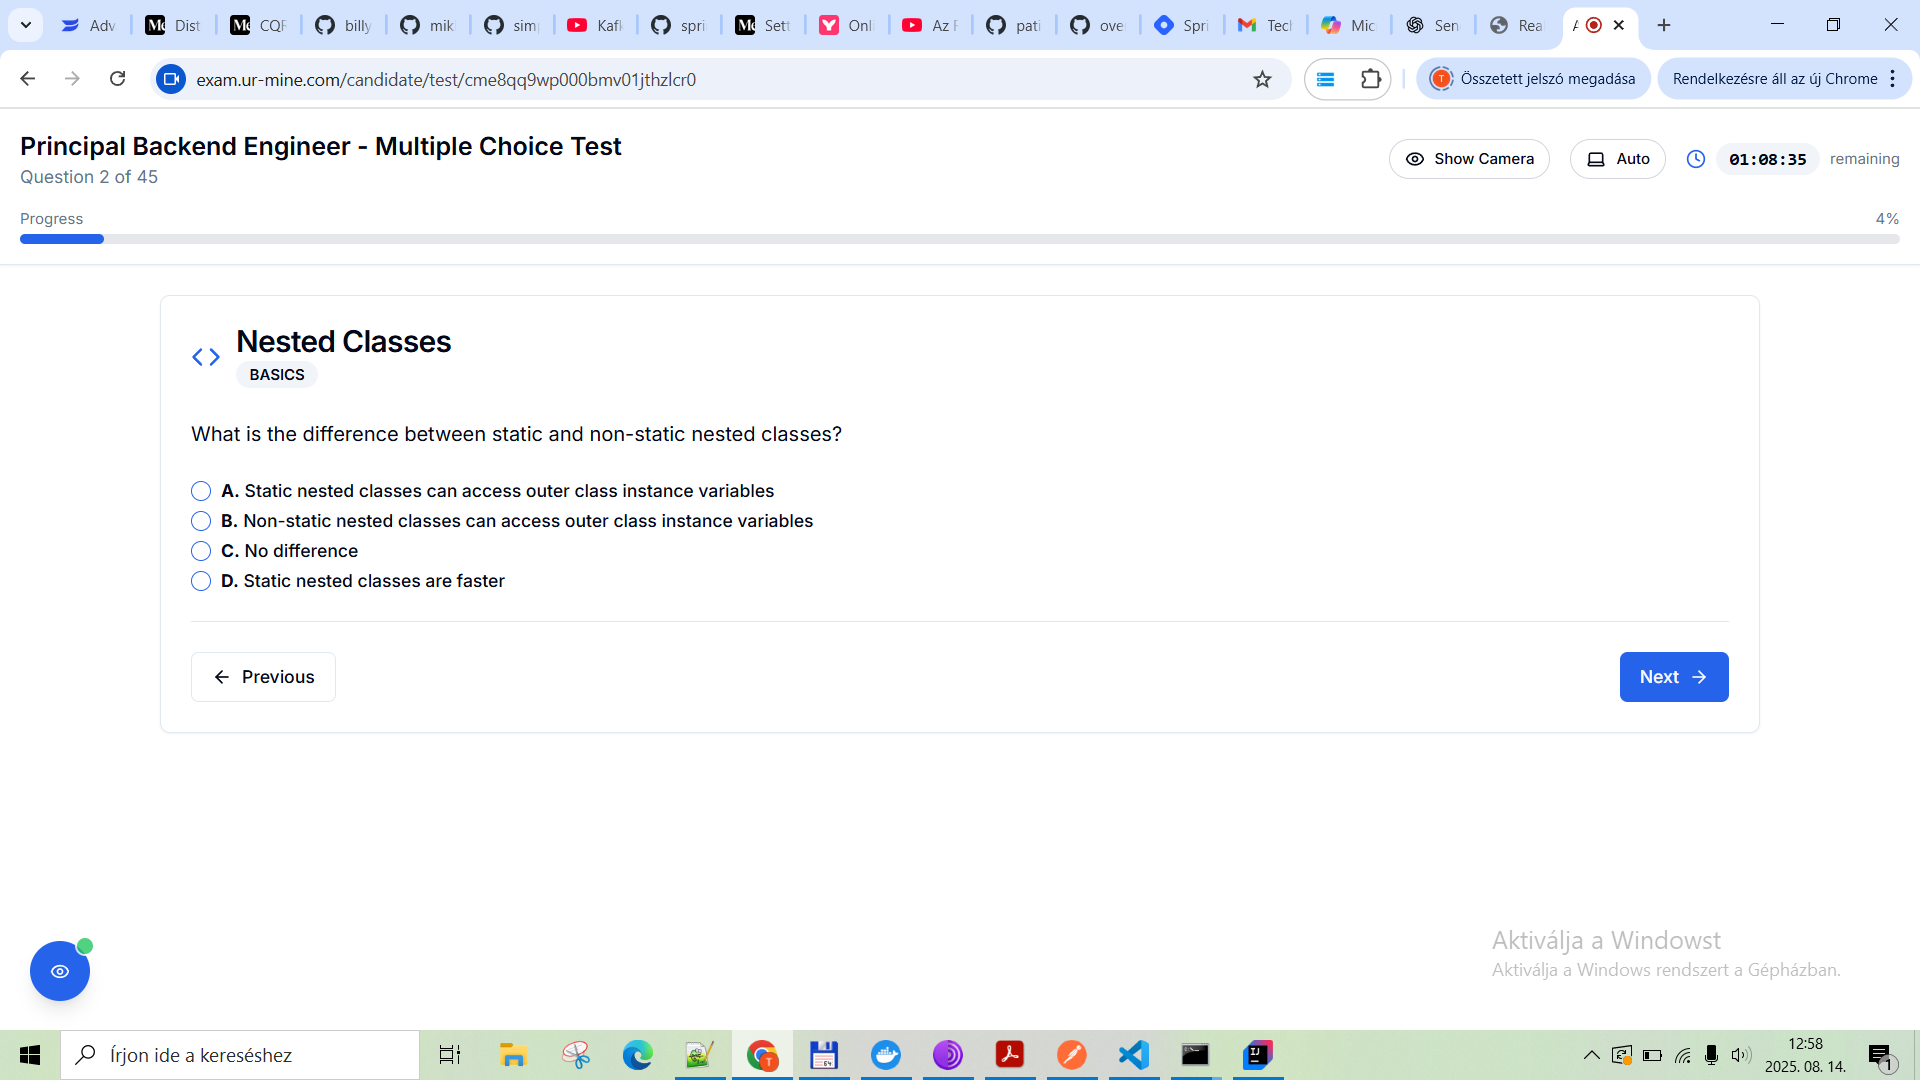 Adv
Dist
CQF
billy
mik
sim
Kafk
spri
Sett
Onli
Az F
pati
ove
Spri
Tech
Mic
Sen
Rea
exam.ur-mine.com/candidate/test/cme8qq9wp000bmv01jthzlcr0
T
Összetett jelszó megadása
Rendelkezésre áll az új Chrome
Principal Backend Engineer - Multiple Choice Test
Question 2 of 45
Show Camera
Auto
01:08:35
remaining
Progress
4%
Nested Classes
BASICS
What is the difference between static and non-static nested classes?
A. Static nested classes can access outer class instance variables
B. Non-static nested classes can access outer class instance variables
C. No difference
D. Static nested classes are faster
Previous
Next
Aktiválja a Windowst
Aktiválja a Windows rendszert a Gépházban.
Írjon ide a kereséshez
12:58
2025. 08. 14.
1